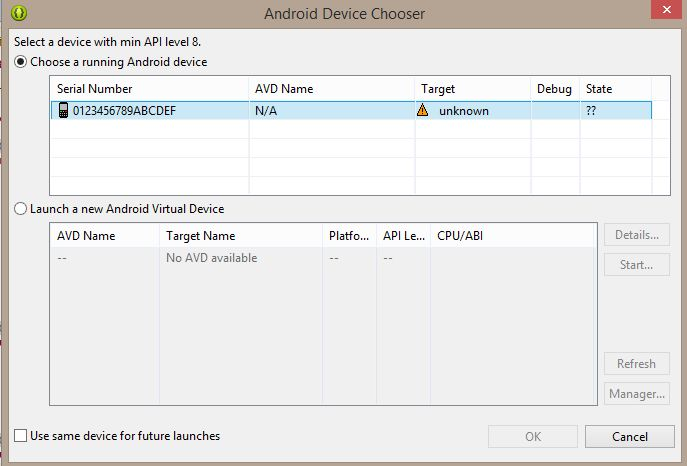 Android Device Chooser
Select a device with min API level 8.
Choose a running Android device
Serial Number AVD Name Target Debug State
0123456789ABCDEF N/A unknown ??
Launch a new Android Virtual Device
AVD Name Target Name Platfo... API Le... CPU/ABI
-- No AVD available -- --
Details...
Start...
Refresh
Manager...
Use same device for future launches
OK Cancel